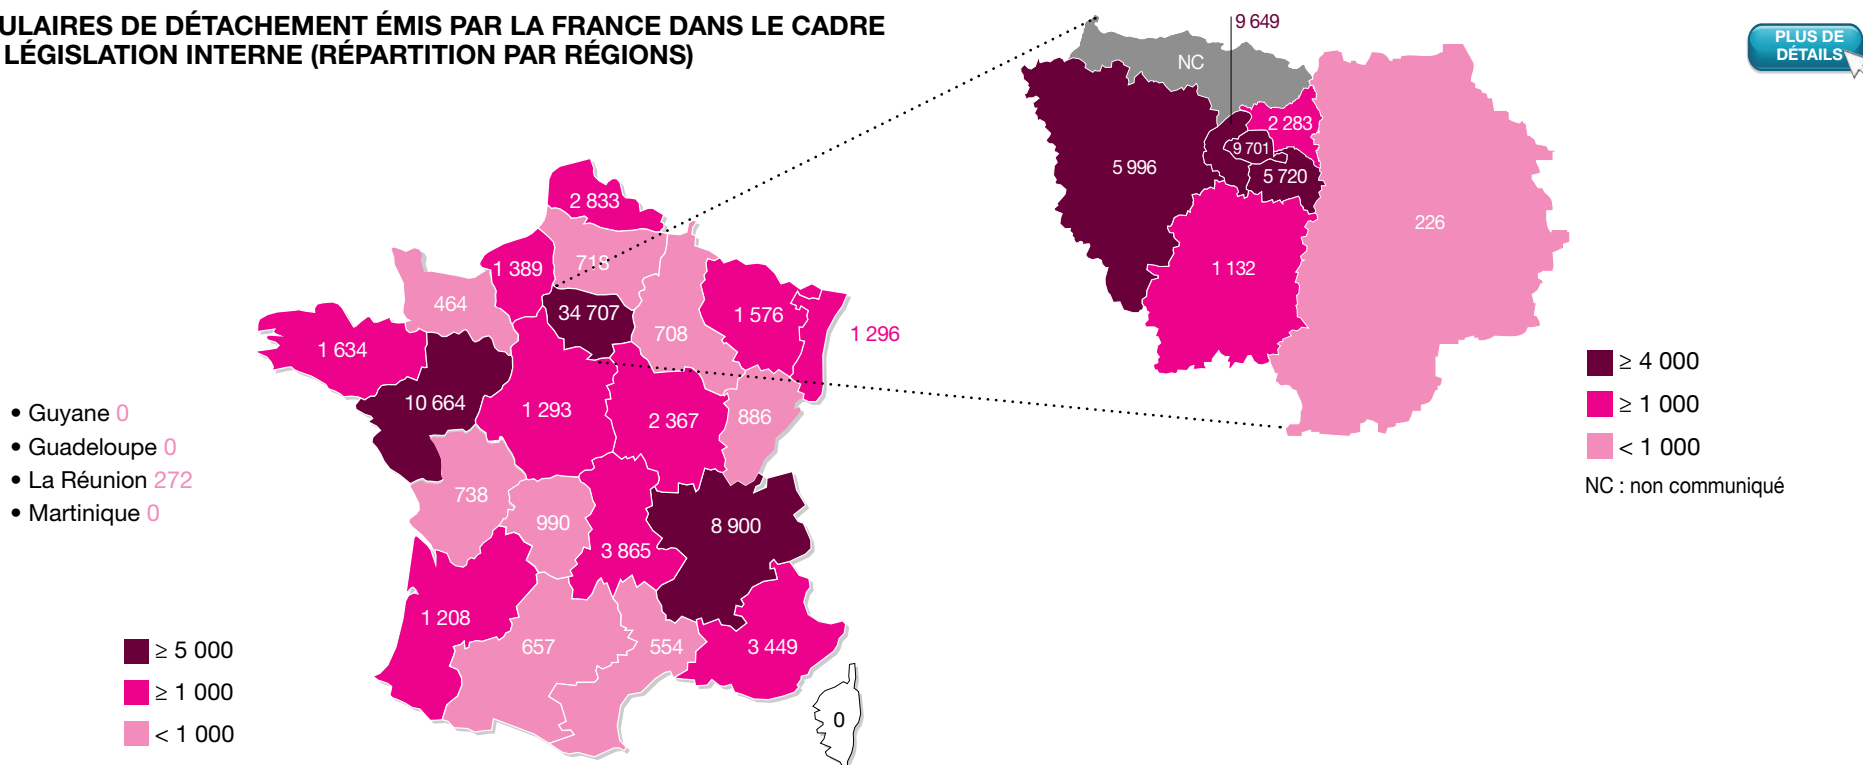 ULAIRES DE DÉTACHEMENT ÉMIS PAR LA FRANCE DANS LE CADRE
LÉGISLATION INTERNE (RÉPARTITION PAR RÉGIONS)
PLUS DE
DÉTAILS
9 649
NC
2 283
9 701
5 996
5 720
226
1 132
2 833
718
1 389
464
34 707
1 576
708
1 296
1 634
10 664
1 293
2 367
886
738
990
8 900
3 865
1 208
657
554
3 449
0
• Guyane 0
• Guadeloupe 0
• La Réunion 272
• Martinique 0
≥ 5 000
≥ 1 000
< 1 000
≥ 4 000
≥ 1 000
< 1 000
NC : non communiqué